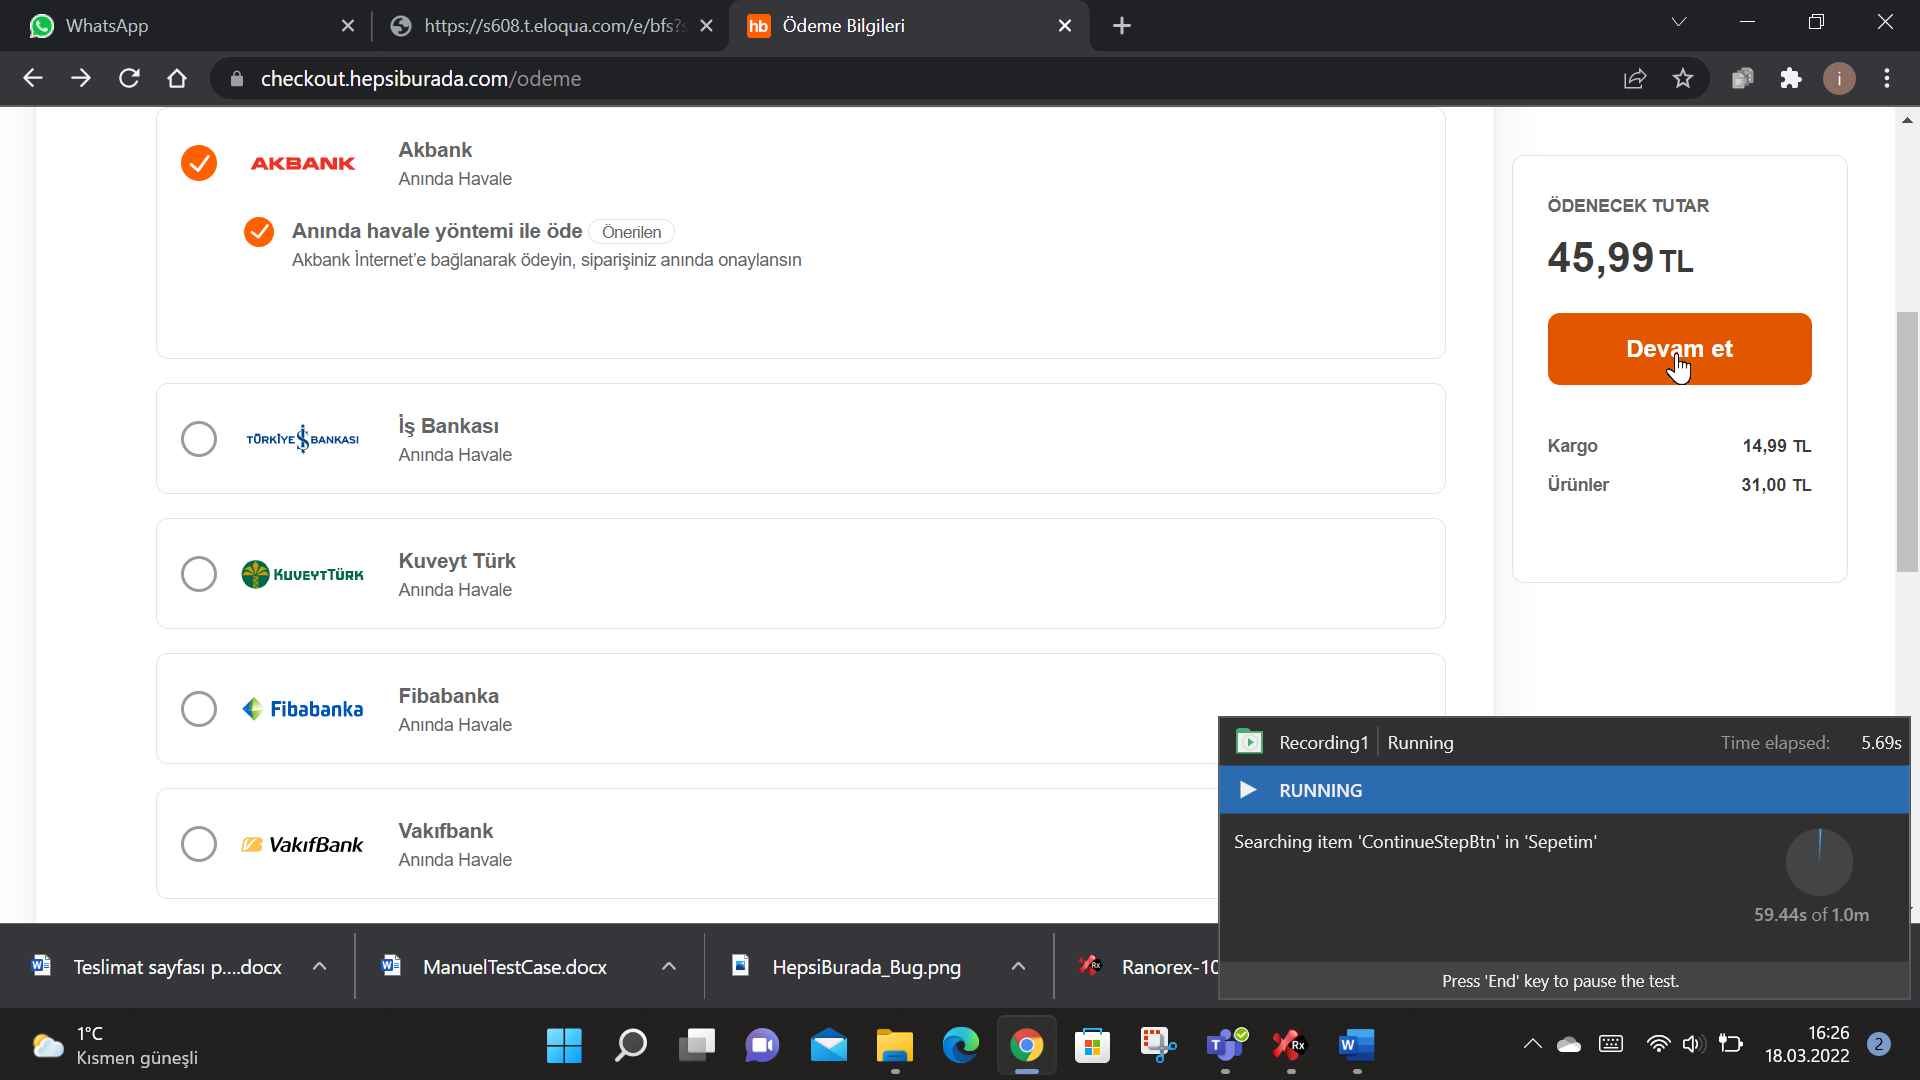 WhatsApp
https://s608.t.eloqua.com/e/bfs?s
hb Ödeme Bilgileri
checkout.hepsiburada.com/odeme
i
AKBANK
Akbank
Anında Havale
Anında havale yöntemi ile öde Önerilen
Akbank İnternet'e bağlanarak ödeyin, siparişiniz anında onaylansın
ÖDENECEK TUTAR
45,99 TL
Devam et
Kargo 14,99 TL
Ürünler 31,00 TL
TÜRKİYE İŞ BANKASI
İş Bankası
Anında Havale
KUVEYTTÜRK
Kuveyt Türk
Anında Havale
Fibabanka
Fibabanka
Anında Havale
VakıfBank
Vakıfbank
Anında Havale
Recording1 Running Time elapsed: 5.69s
RUNNING
Searching item 'ContinueStepBtn' in 'Sepetim'
59.44s of 1.0m
Press 'End' key to pause the test.
Teslimat sayfası p....docx
ManuelTestCase.docx
HepsiBurada_Bug.png
Ranorex-10
1°C
Kısmen güneşli
16:26
18.03.2022
2